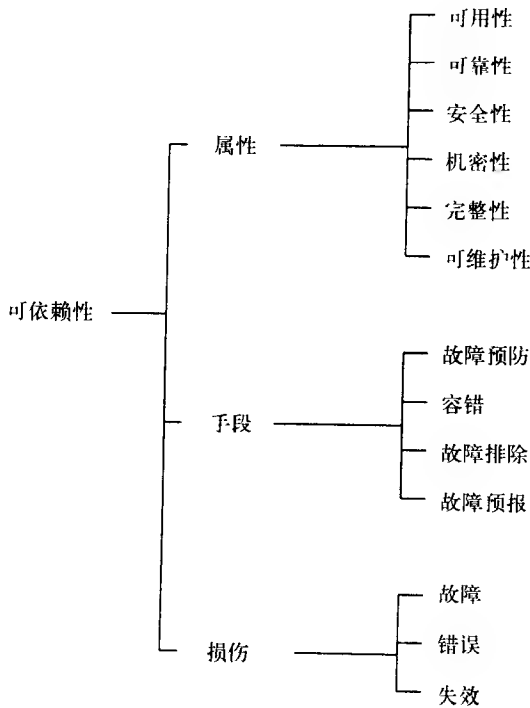 可用性
可靠性
安全性
属性
机密性
完整性
可维护性
可依赖性
故障预防
容错
手段
故障排除
故障预报
故障
损伤
错误
失效